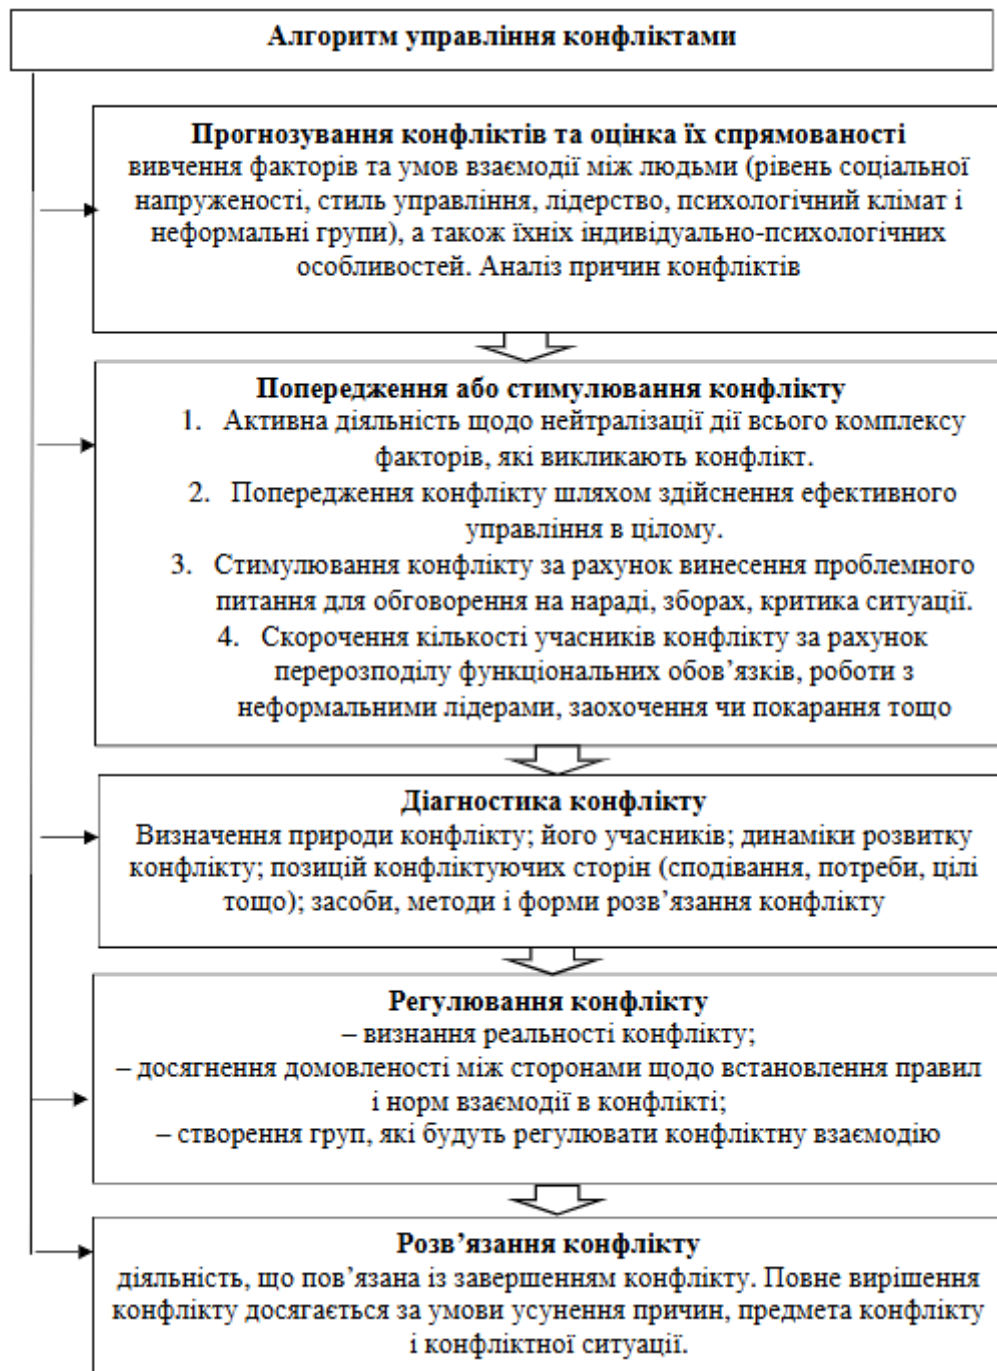 Алгоритм управління конфліктами
Прогнозування конфліктів та оцінка їх спрямованості
вивчення факторів та умов взаємодії між людьми (рівень соціальної
напруженості, стиль управління, лідерство, психологічний клімат і
неформальні групи), а також їхніх індивідуально-психологічних
особливостей. Аналіз причин конфліктів
Попередження або стимулювання конфлікту
1. Активна діяльність щодо нейтралізації дії всього комплексу
факторів, які викликають конфлікт.
2. Попередження конфлікту шляхом здійснення ефективного
управління в цілому.
3. Стимулювання конфлікту за рахунок винесення проблемного
питання для обговорення на нараді, зборах, критика ситуації.
4. Скорочення кількості учасників конфлікту за рахунок
перерозподілу функціональних обов’язків, роботи з
неформальними лідерами, заохочення чи покарання тощо
Діагностика конфлікту
Визначення природи конфлікту; його учасників; динаміки розвитку
конфлікту; позицій конфліктуючих сторін (сподівання, потреби, цілі
тощо); засоби, методи і форми розв’язання конфлікту
Регулювання конфлікту
– визнання реальності конфлікту;
– досягнення домовленості між сторонами щодо встановлення правил
і норм взаємодії в конфлікті;
– створення груп, які будуть регулювати конфліктну взаємодію
Розв’язання конфлікту
діяльність, що пов’язана із завершенням конфлікту. Повне вирішення
конфлікту досягається за умови усунення причин, предмета конфлікту
і конфліктної ситуації.